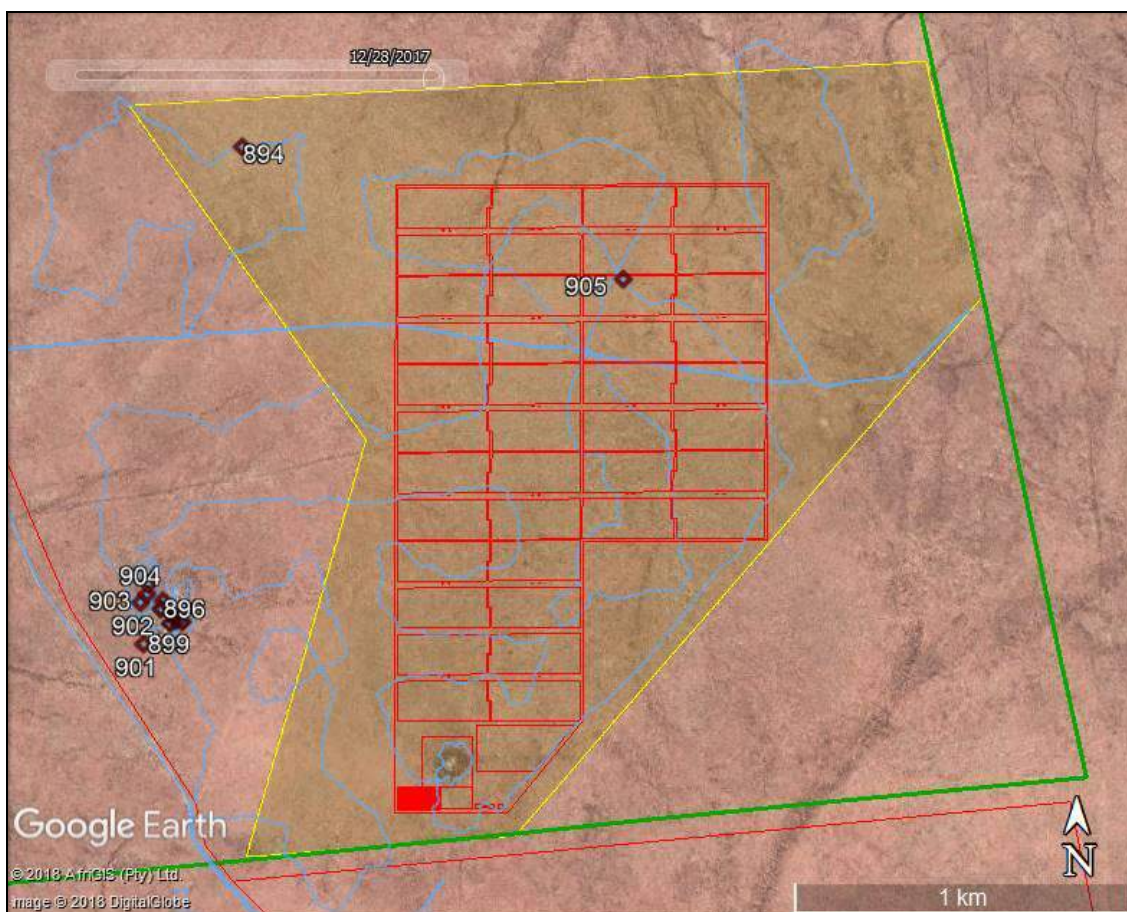 12/28/2017
894
905
904
903
896
902
899
901
Google Earth
© 2018 AfriGIS (Pty) Ltd.
Image © 2018 DigitalGlobe
N
1 km